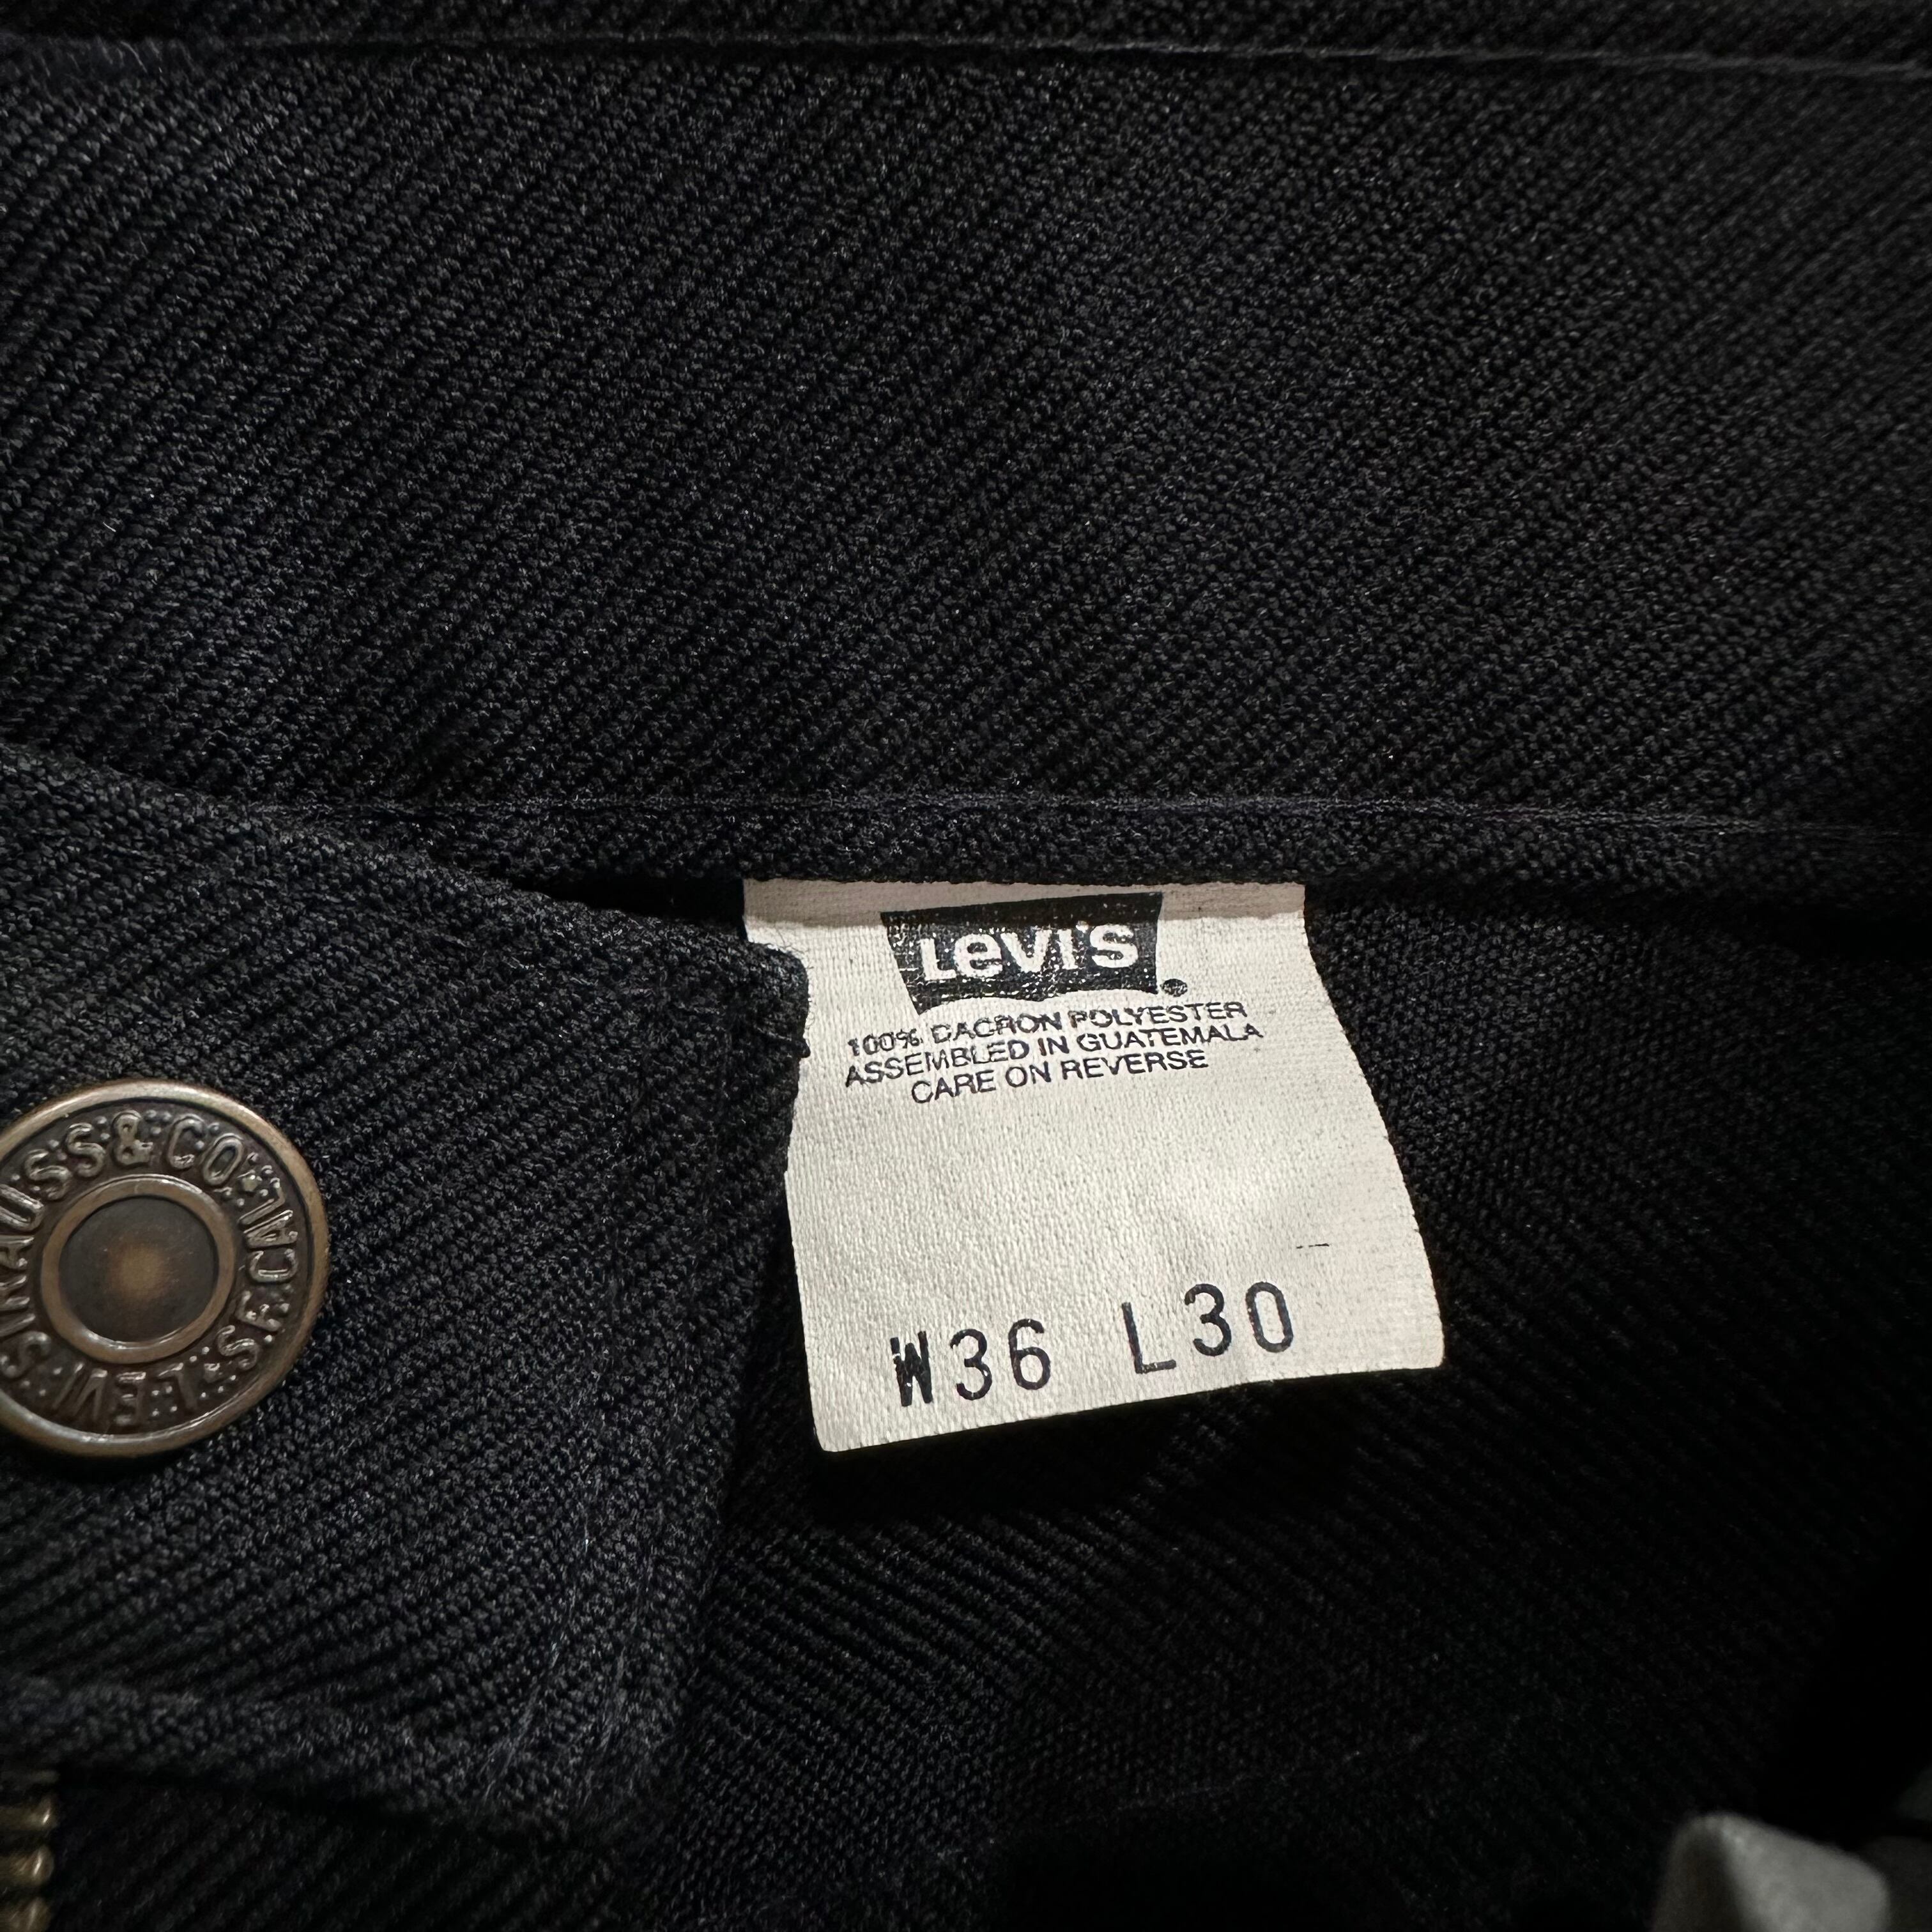 LEVI'S
100% DACRON POLYESTER
ASSEMBLED IN GUATEMALA
CARE ON REVERSE
W36 L30
LEVI STRAUSS & CO S.F. CAL